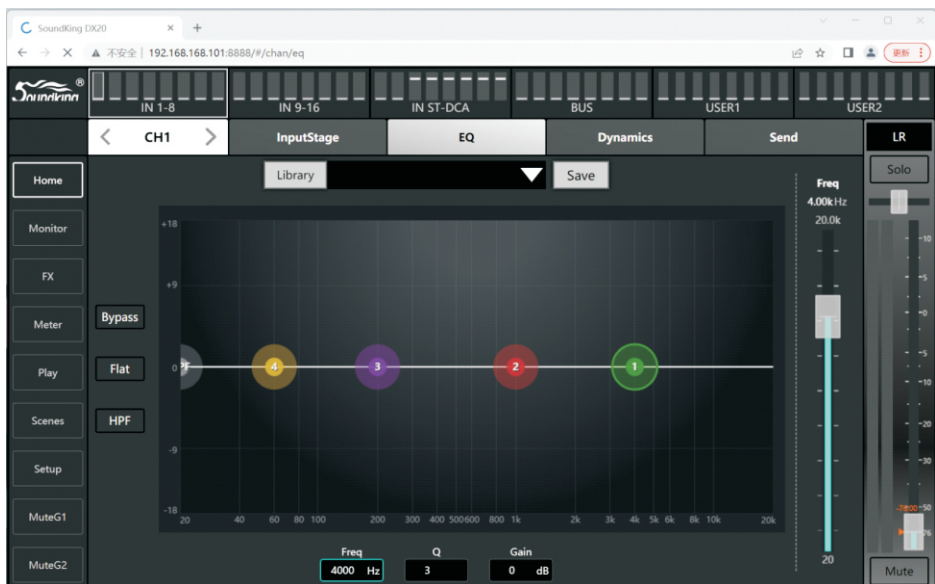 SoundKing DX20
不安全 192.168.168.101:8888/#/chan/eq
更新
Soundking®
IN 1-8 IN 9-16 IN ST-DCA BUS USER1 USER2
CH1 InputStage EQ Dynamics Send LR
Library Save Solo
Home
Monitor
FX
Meter
Play
Scenes
Setup
MuteG1
MuteG2
Bypass
Flat
HPF
+18
+9
0
-9
-18
PF 4 3 2 1
20 40 60 80 100 200 300 400 500 600 800 1k 2k 3k 4k 5k 6k 8k 10k 20k
Freq Q Gain
4000 Hz 3 0 dB
Freq
4.00k Hz
20.0k
20
10
5
0
5
10
20
30
50
76
Mute